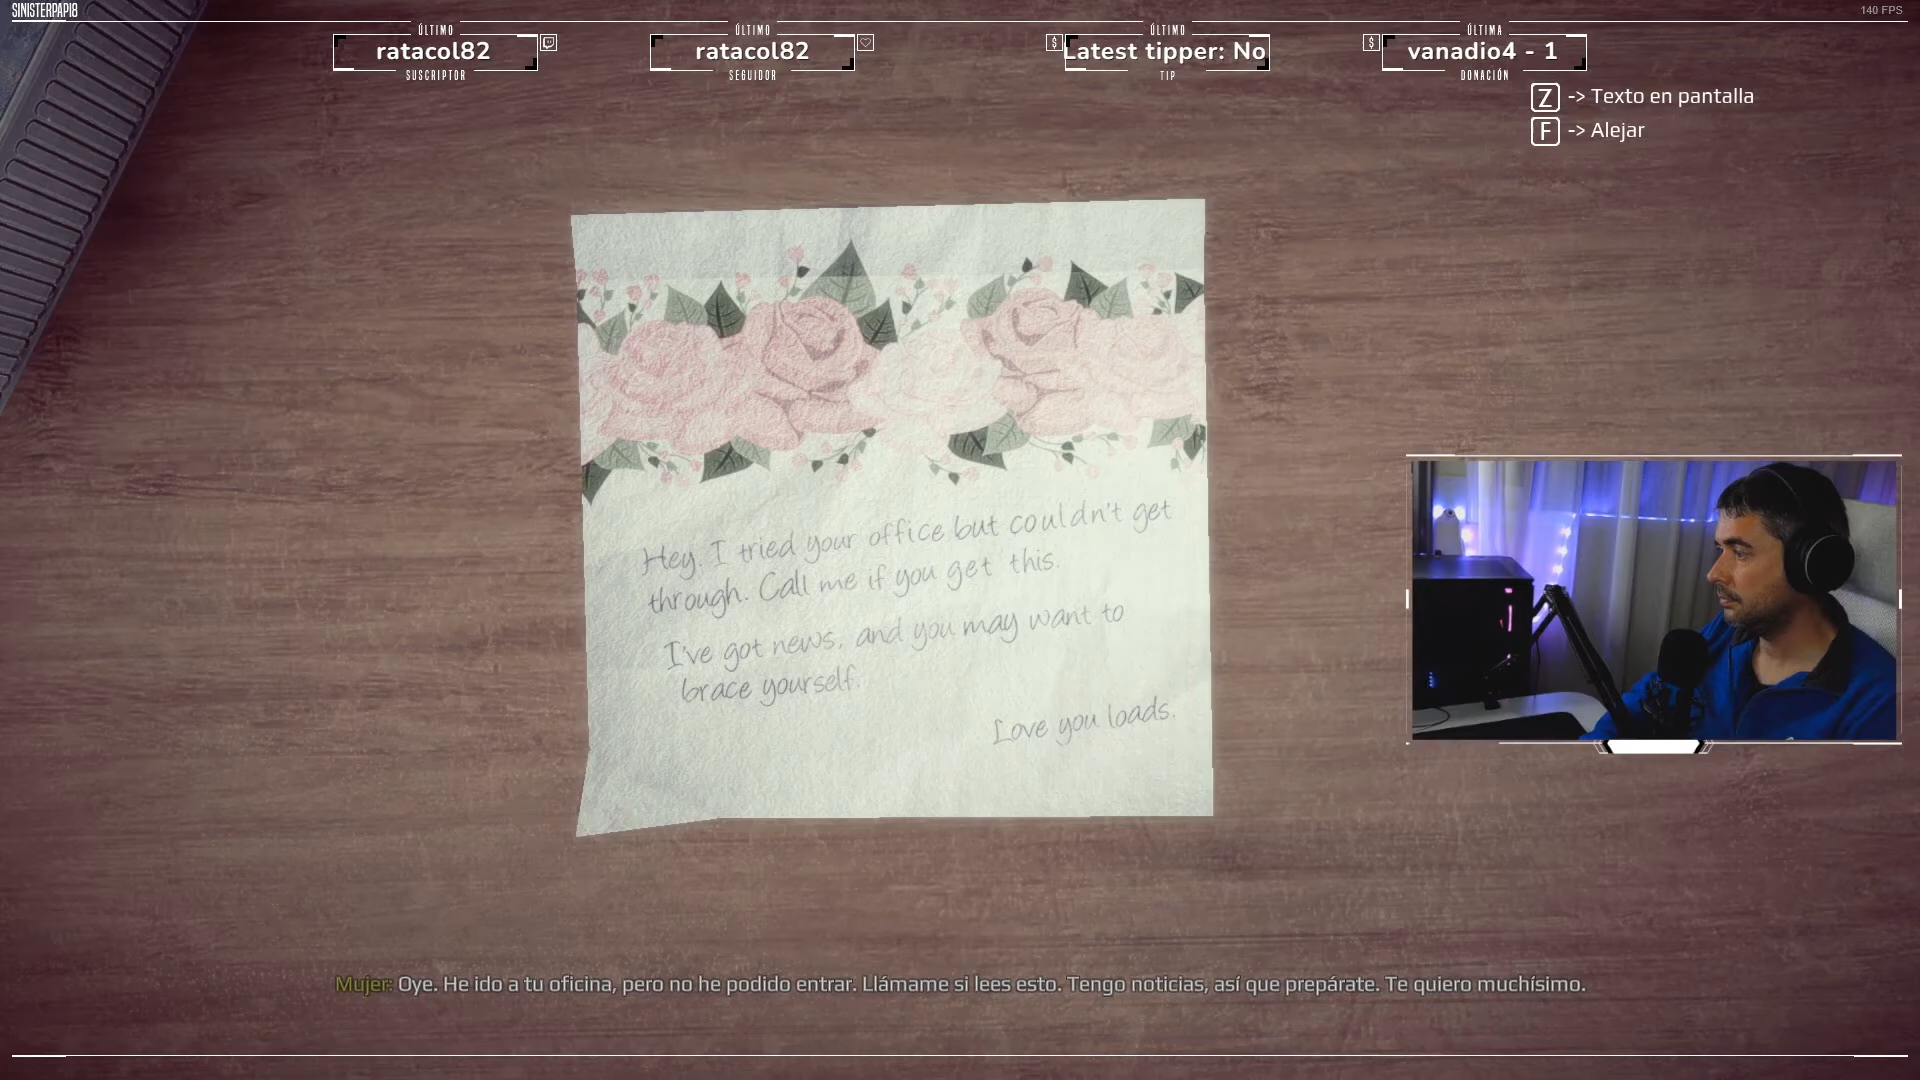 SINISTERPAPI8
140 FPS
ÚLTIMO
ratacol82
SUSCRIPTOR
ÚLTIMO
ratacol82
SEGUIDOR
ÚLTIMO
Latest tipper: No
TIP
ÚLTIMA
vanadio4 - 1
DONACIÓN
Z -> Texto en pantalla
F -> Alejar
Hey. I tried your office but couldn't get
through. Call me if you get this.
I've got news, and you may want to
brace yourself.
Love you loads.
Mujer: Oye. He ido a tu oficina, pero no he podido entrar. Llámame si lees esto. Tengo noticias, así que prepárate. Te quiero muchísimo.